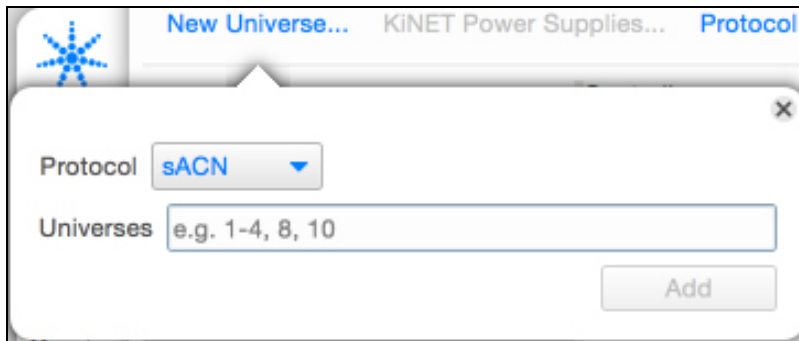 New Universe... KiNET Power Supplies... Protocol
Protocol sACN
Universes e.g. 1-4, 8, 10
Add